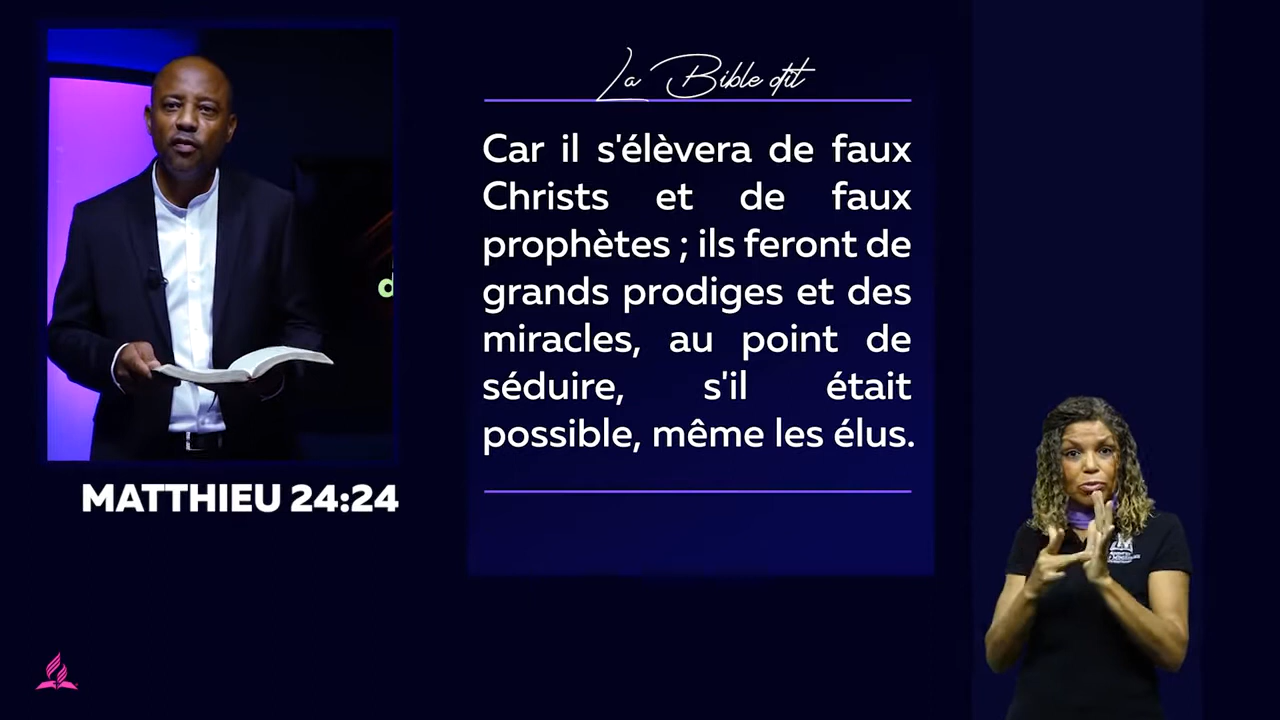 La Bible dit
Car il s'élèvera de faux
Christs et de faux
prophètes ; ils feront de
grands prodiges et des
miracles, au point de
séduire, s'il était
possible, même les élus.
MATTHIEU 24:24